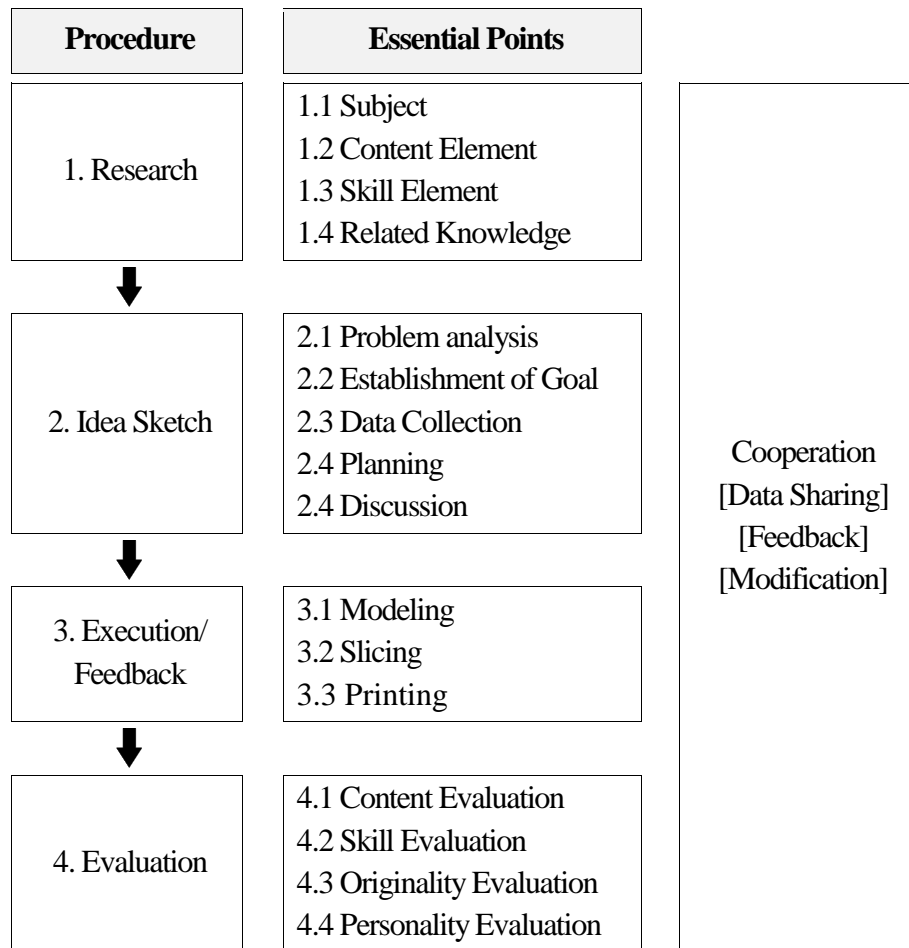 Procedure
Essential Points
1. Research
1.1 Subject
1.2 Content Element
1.3 Skill Element
1.4 Related Knowledge
2. Idea Sketch
2.1 Problem analysis
2.2 Establishment of Goal
2.3 Data Collection
2.4 Planning
2.4 Discussion
3. Execution/
Feedback
3.1 Modeling
3.2 Slicing
3.3 Printing
4. Evaluation
4.1 Content Evaluation
4.2 Skill Evaluation
4.3 Originality Evaluation
4.4 Personality Evaluation
Cooperation
[Data Sharing]
[Feedback]
[Modification]